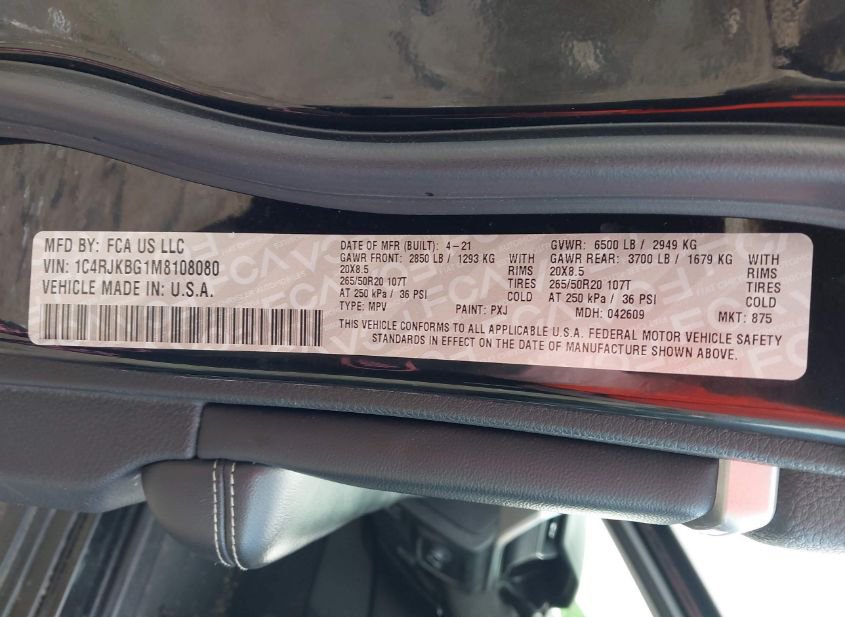 MFD BY: FCA US LLC
VIN: 1C4RJKBG1M8108080
VEHICLE MADE IN: U.S.A.
DATE OF MFR (BUILT): 4-21 GVWR: 6500 LB / 2949 KG
GAWR FRONT: 2850 LB / 1293 KG WITH GAWR REAR: 3700 LB / 1679 KG WITH
20X8.5 RIMS 20X8.5 RIMS
265/50R20 107T TIRES 265/50R20 107T TIRES
AT 250 kPa / 36 PSI COLD AT 250 kPa / 36 PSI COLD
TYPE: MPV PAINT: PXJ MDH: 042609 MKT: 875
THIS VEHICLE CONFORMS TO ALL APPLICABLE U.S.A. FEDERAL MOTOR VEHICLE SAFETY
STANDARDS IN EFFECT ON THE DATE OF MANUFACTURE SHOWN ABOVE.